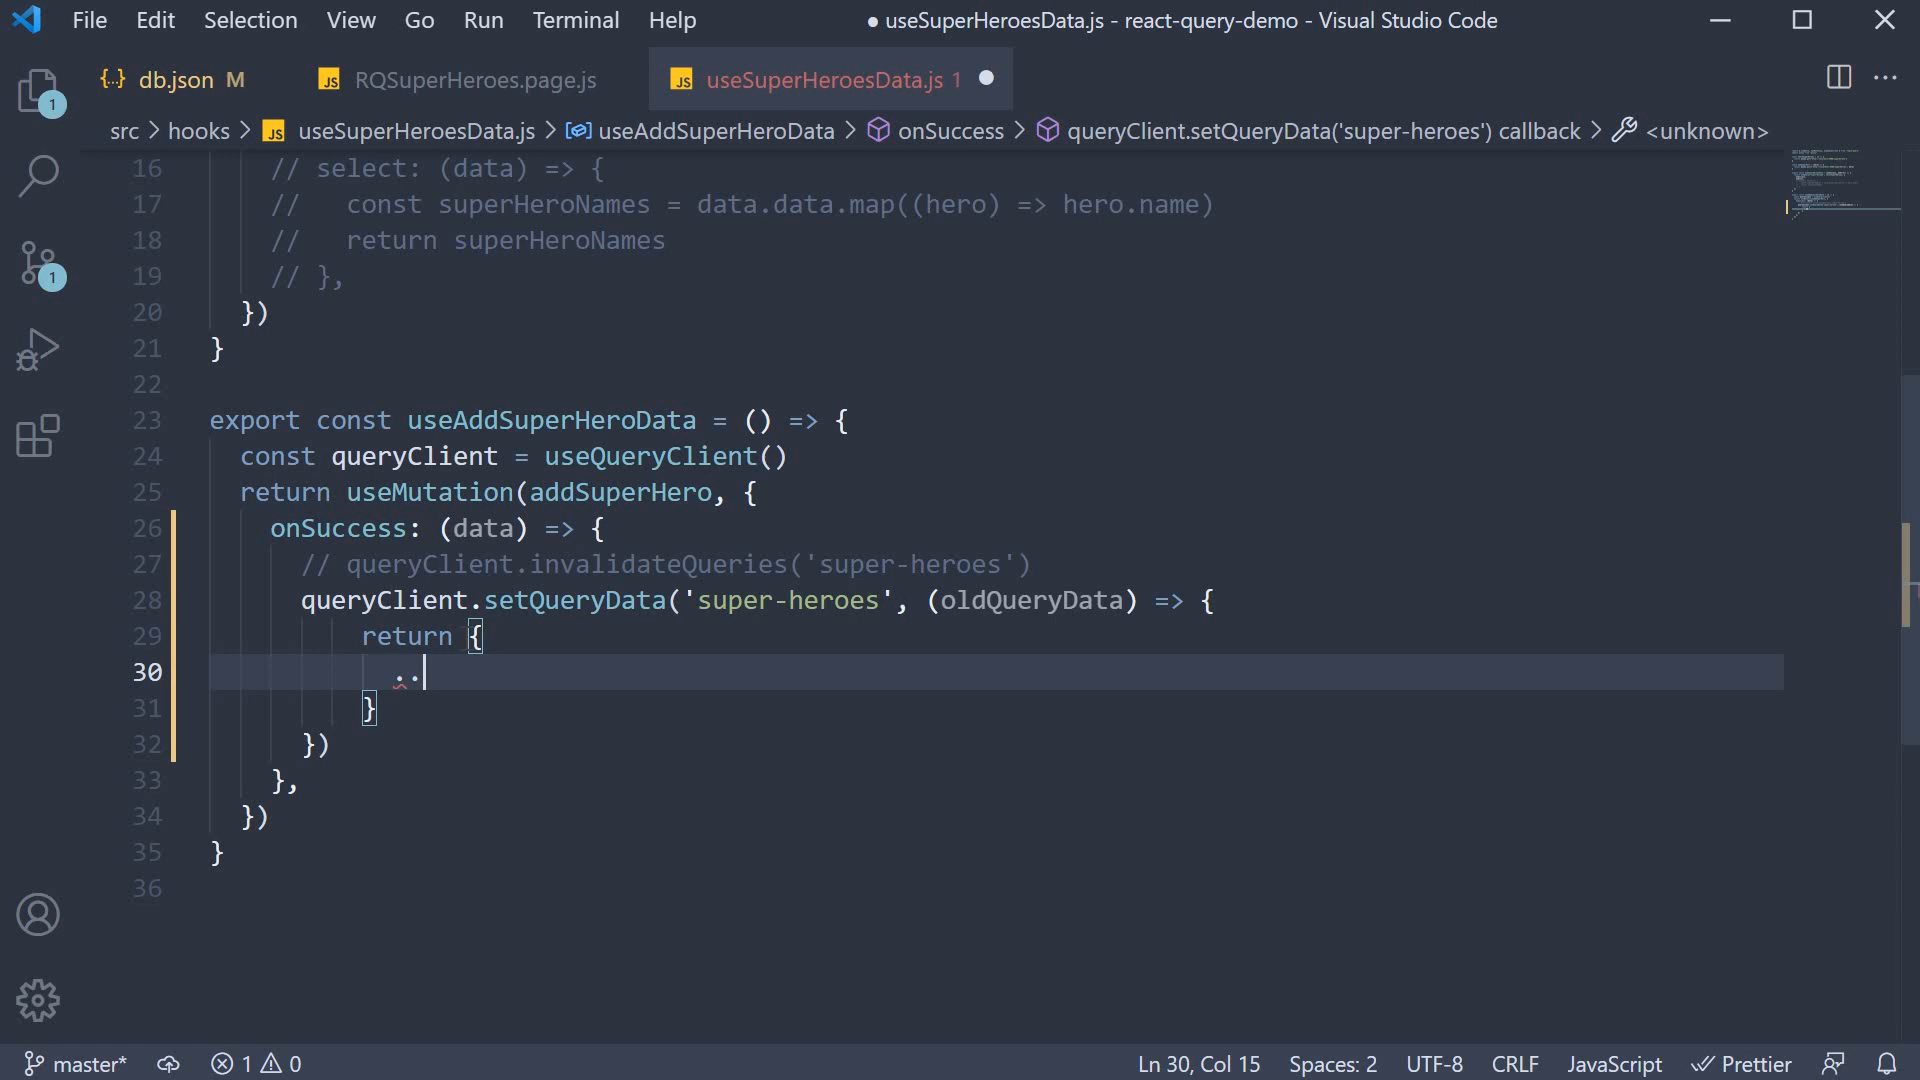 File Edit Selection View Go Run Terminal Help ● useSuperHeroesData.js - react-query-demo - Visual Studio Code
{..} db.json M JS RQSuperHeroes.page.js JS useSuperHeroesData.js 1
1
src > hooks > JS useSuperHeroesData.js > useAddSuperHeroData > onSuccess > queryClient.setQueryData('super-heroes') callback > <unknown>
16 // select: (data) => {
17 //   const superHeroNames = data.data.map((hero) => hero.name)
18 //   return superHeroNames
19 // },
20 })
21 }
22
23 export const useAddSuperHeroData = () => {
24 const queryClient = useQueryClient()
25 return useMutation(addSuperHero, {
26 onSuccess: (data) => {
27 // queryClient.invalidateQueries('super-heroes')
28 queryClient.setQueryData('super-heroes', (oldQueryData) => {
29 return {
30 ..
31 }
32 })
33 },
34 })
35 }
36
1
master* 1 0 Ln 30, Col 15 Spaces: 2 UTF-8 CRLF JavaScript Prettier